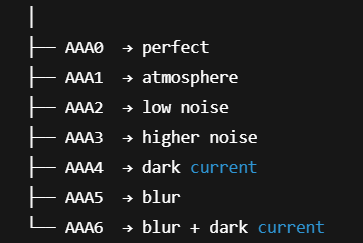 │
├── AAA0 → perfect
├── AAA1 → atmosphere
├── AAA2 → low noise
├── AAA3 → higher noise
├── AAA4 → dark current
├── AAA5 → blur
└── AAA6 → blur + dark current